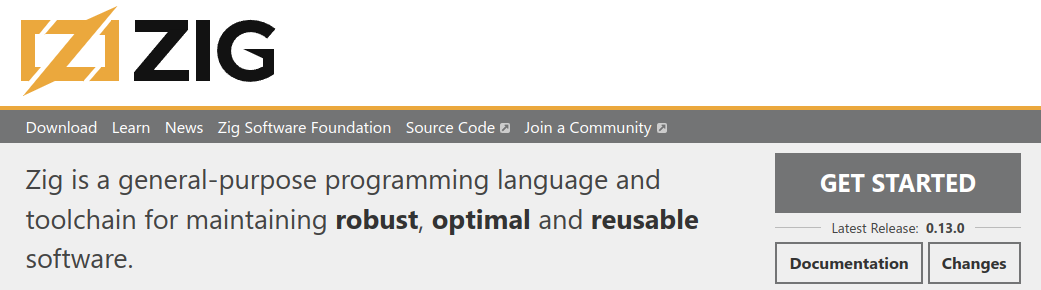 ZIG
Download Learn News Zig Software Foundation Source Code Join a Community
Zig is a general-purpose programming language and
toolchain for maintaining robust, optimal and reusable
software.
GET STARTED
Latest Release: 0.13.0
Documentation Changes